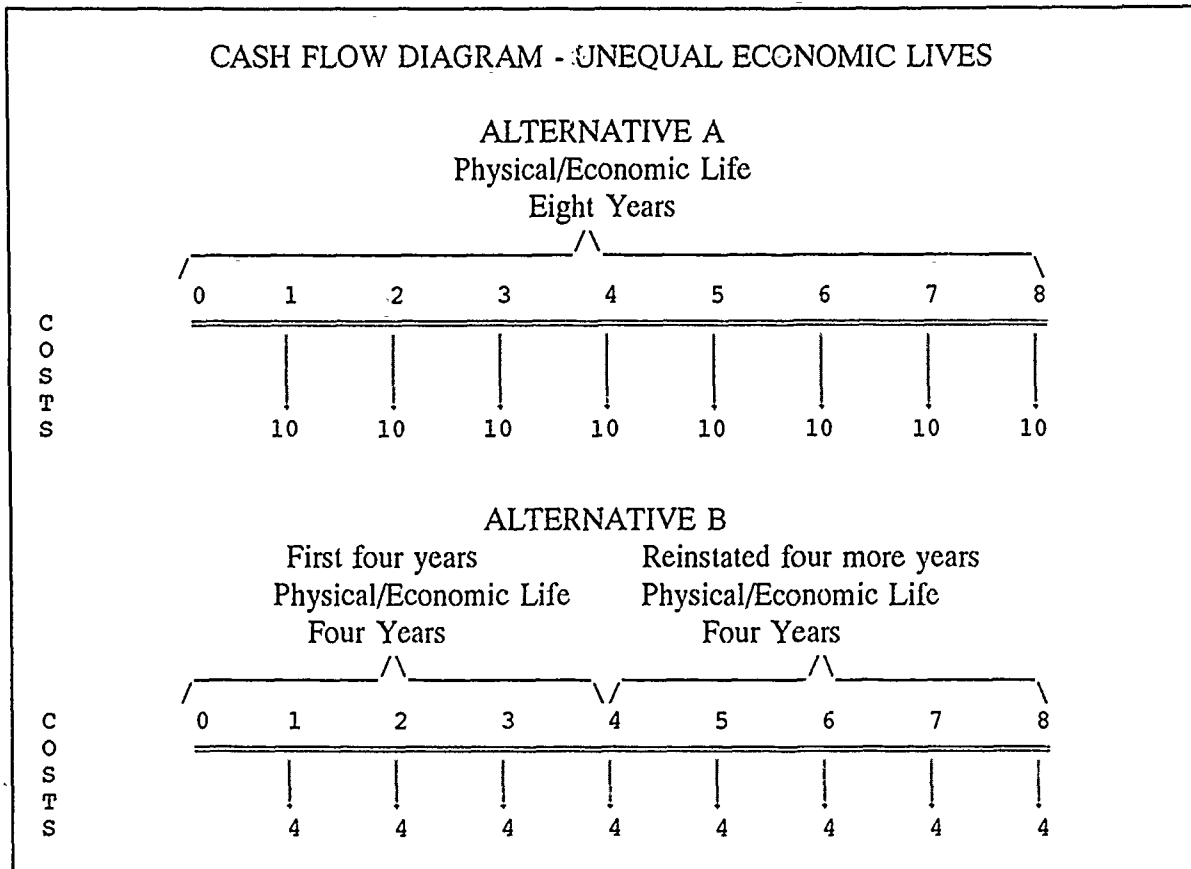 CASH FLOW DIAGRAM - UNEQUAL ECONOMIC LIVES
ALTERNATIVE A
Physical/Economic Life
Eight Years
0 1 2 3 4 5 6 7 8
COSTS
10 10 10 10 10 10 10 10
ALTERNATIVE B
First four years
Physical/Economic Life
Four Years
Reinstated four more years
Physical/Economic Life
Four Years
0 1 2 3 4 5 6 7 8
COSTS
4 4 4 4 4 4 4 4